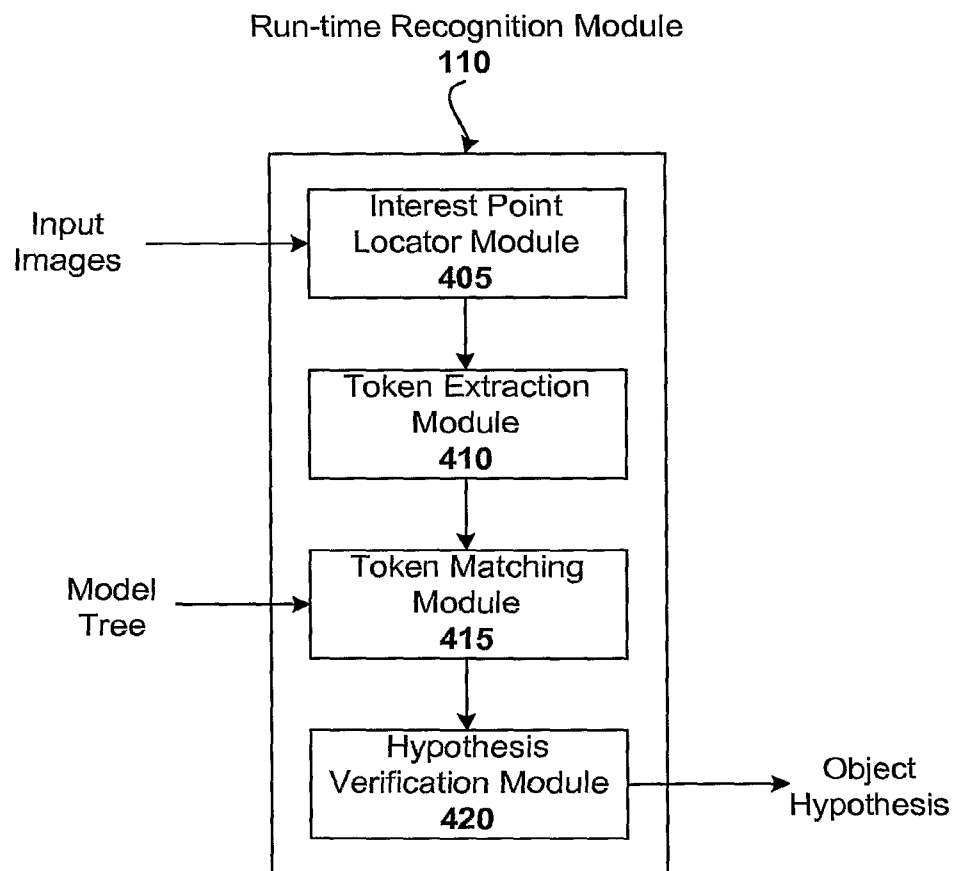 Run-time Recognition Module
110
Interest Point
Locator Module
405
Input
Images
Token Extraction
Module
410
Token Matching
Module
415
Model
Tree
Hypothesis
Verification Module
420
Object
Hypothesis